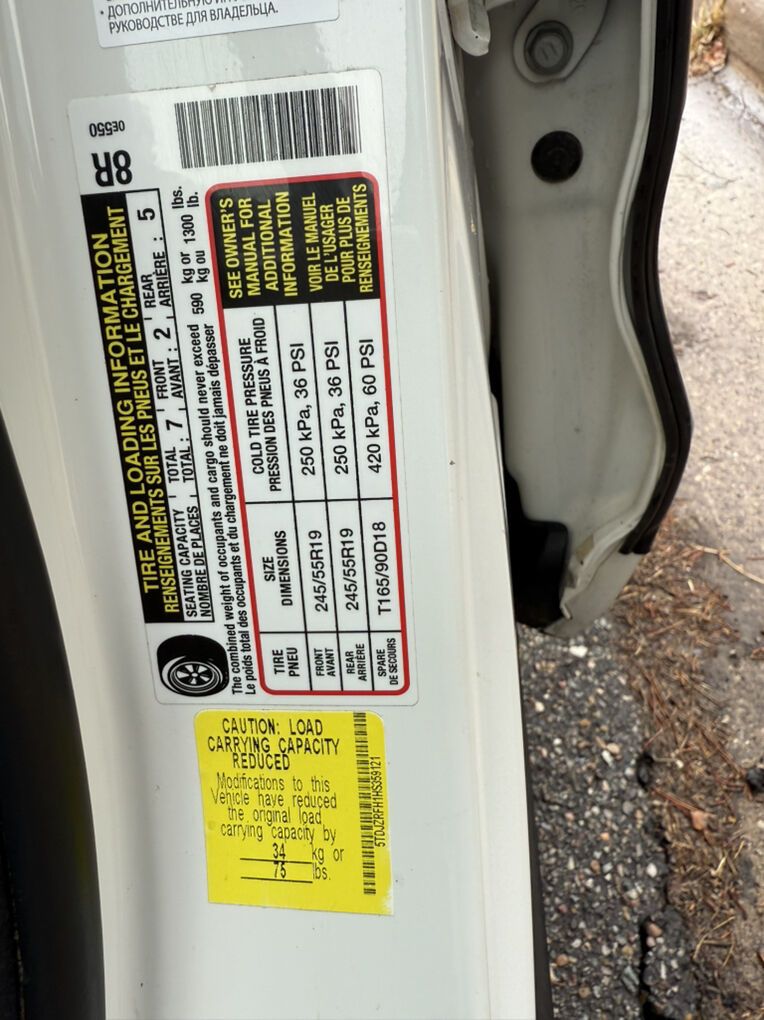 • ДОПОЛНИТЕЛЬНУЮ
РУКОВОДСТВЕ ДЛЯ ВЛАДЕЛЬЦА.
TIRE AND LOADING INFORMATION
RENSEIGNEMENTS SUR LES PNEUS ET LE CHARGEMENT
8R
0E550
SEATING CAPACITY TOTAL 7 FRONT 2 REAR 5
NOMBRE DE PLACES TOTAL : AVANT : ARRIÈRE :
The combined weight of occupants and cargo should never exceed 590 kg or 1300 lbs.
Le poids total des occupants et du chargement ne doit jamais dépasser kg ou lb.
TIRE SIZE COLD TIRE PRESSURE
PNEU DIMENSIONS PRESSION DES PNEUS À FROID
FRONT 245/55R19 250 kPa, 36 PSI
AVANT
REAR 245/55R19 250 kPa, 36 PSI
ARRIÈRE
SPARE T165/90D18 420 kPa, 60 PSI
DE SECOURS
SEE OWNER'S
MANUAL FOR
ADDITIONAL
INFORMATION
VOIR LE MANUEL
DE L'USAGER
POUR PLUS DE
RENSEIGNEMENTS
CAUTION: LOAD
CARRYING CAPACITY
REDUCED
Modifications to this
Vehicle have reduced
the original load
carrying capacity by
34 kg or
75 lbs.
5TDJZRFH1HS359121